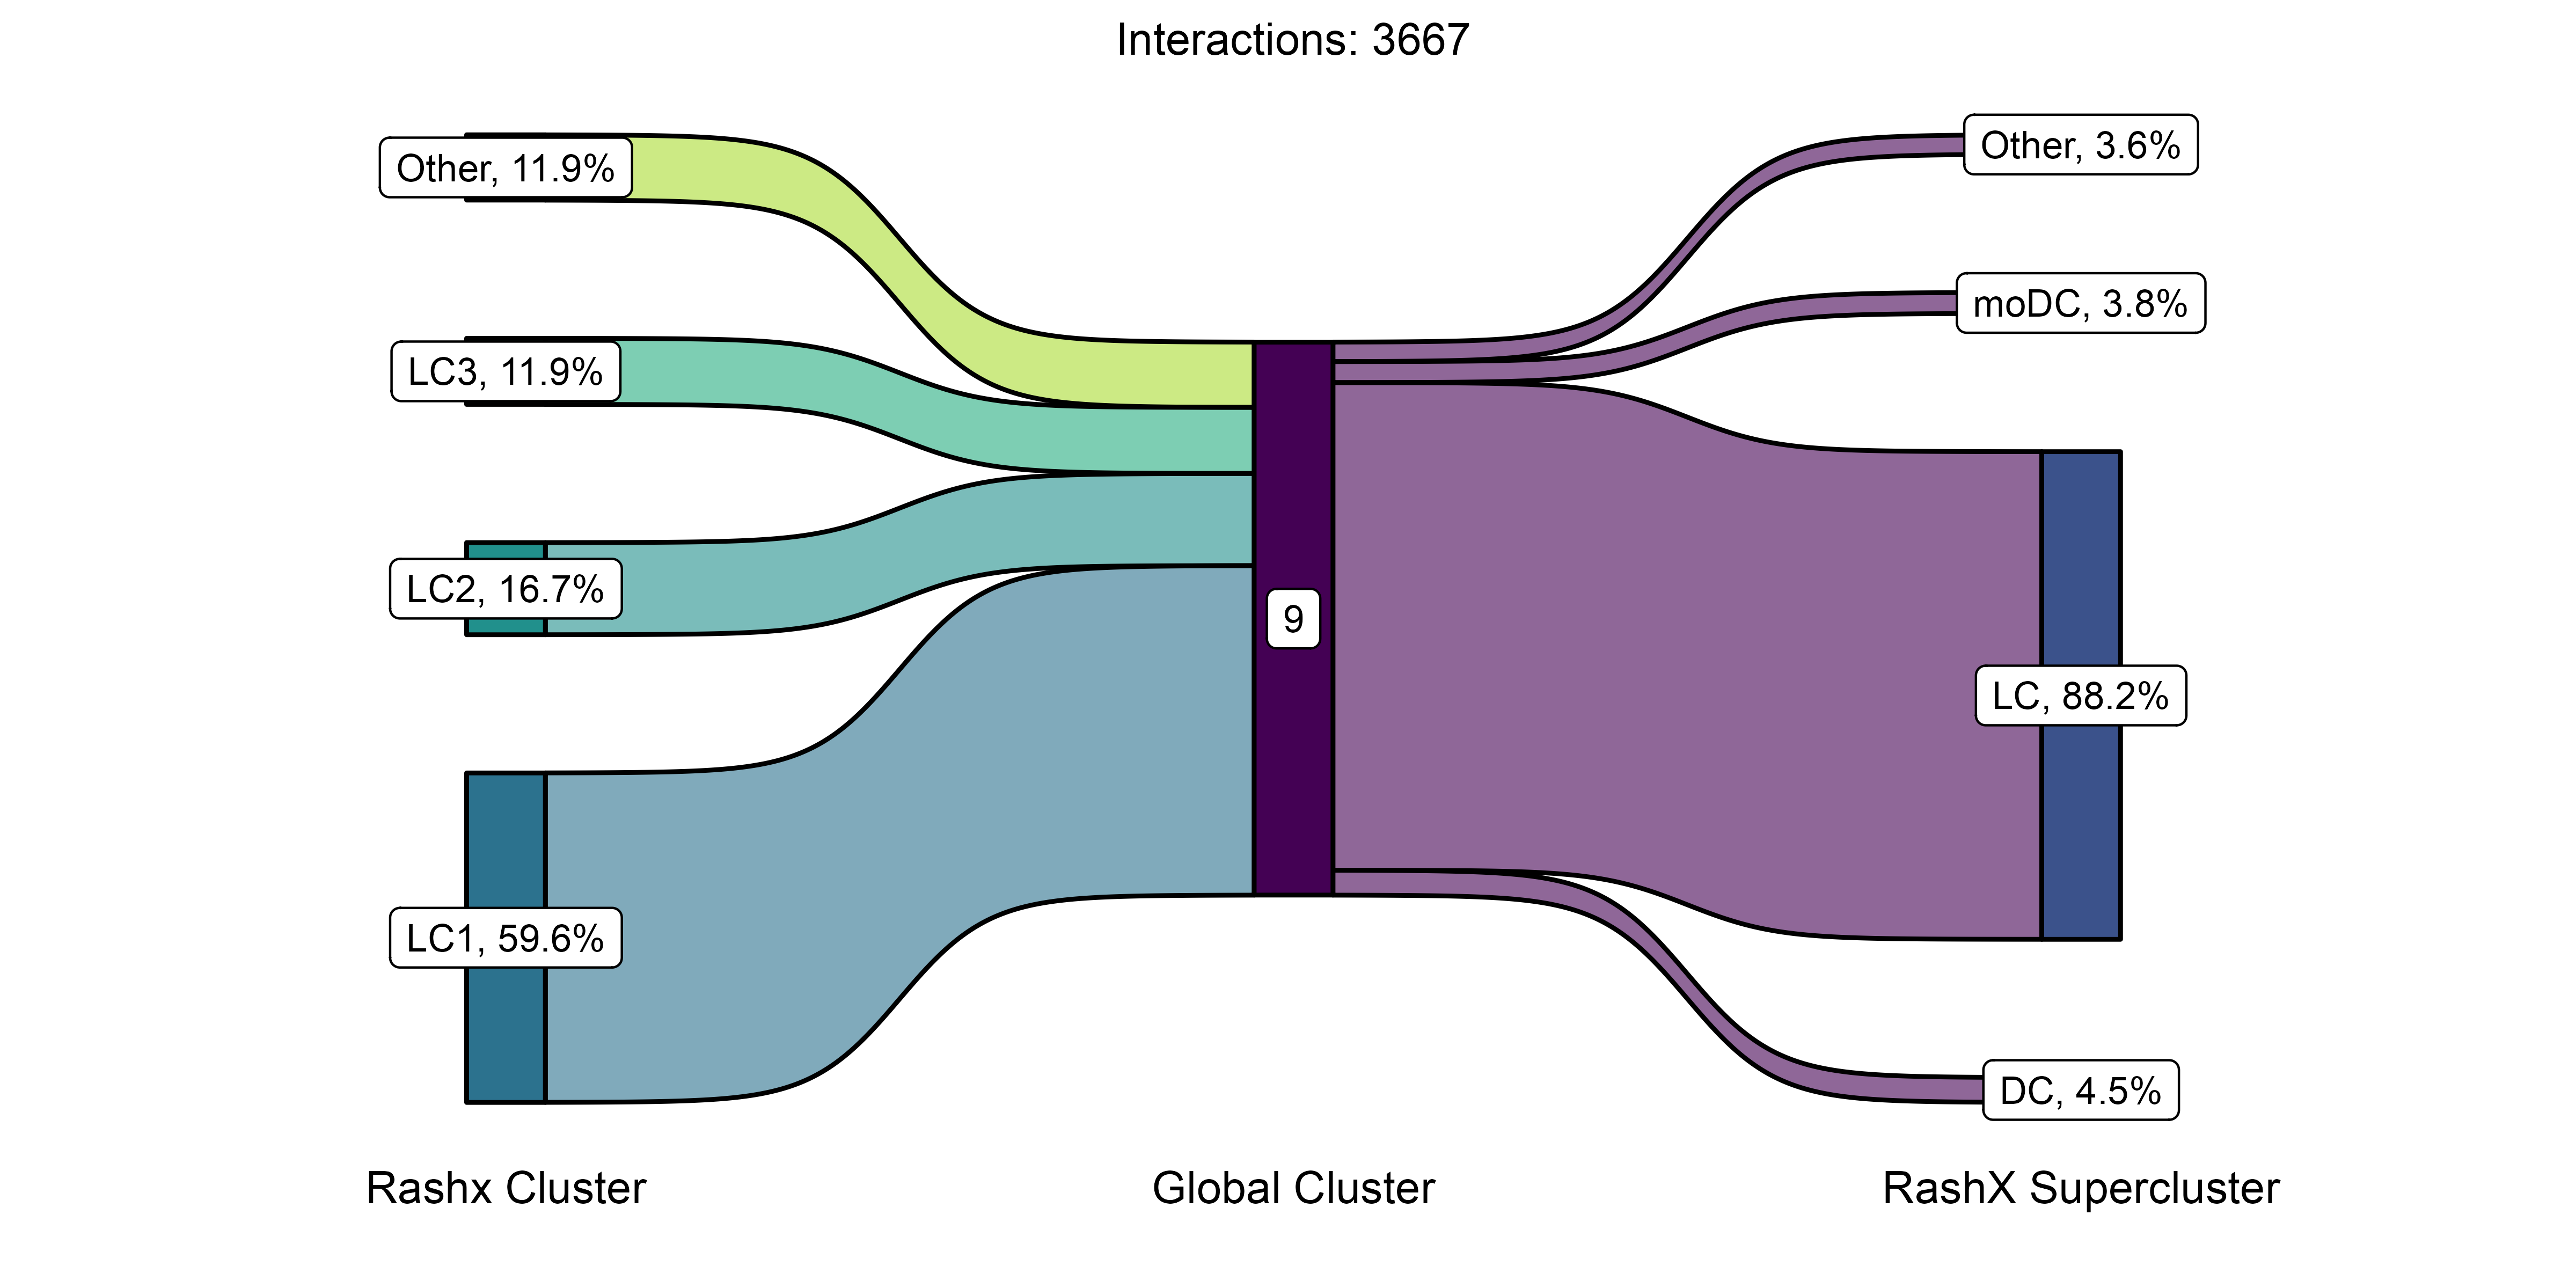 Interactions: 3667
Other, 11.9%
LC3, 11.9%
LC2, 16.7%
LC1, 59.6%
9
Other, 3.6%
moDC, 3.8%
LC, 88.2%
DC, 4.5%
Rashx Cluster
Global Cluster
RashX Supercluster